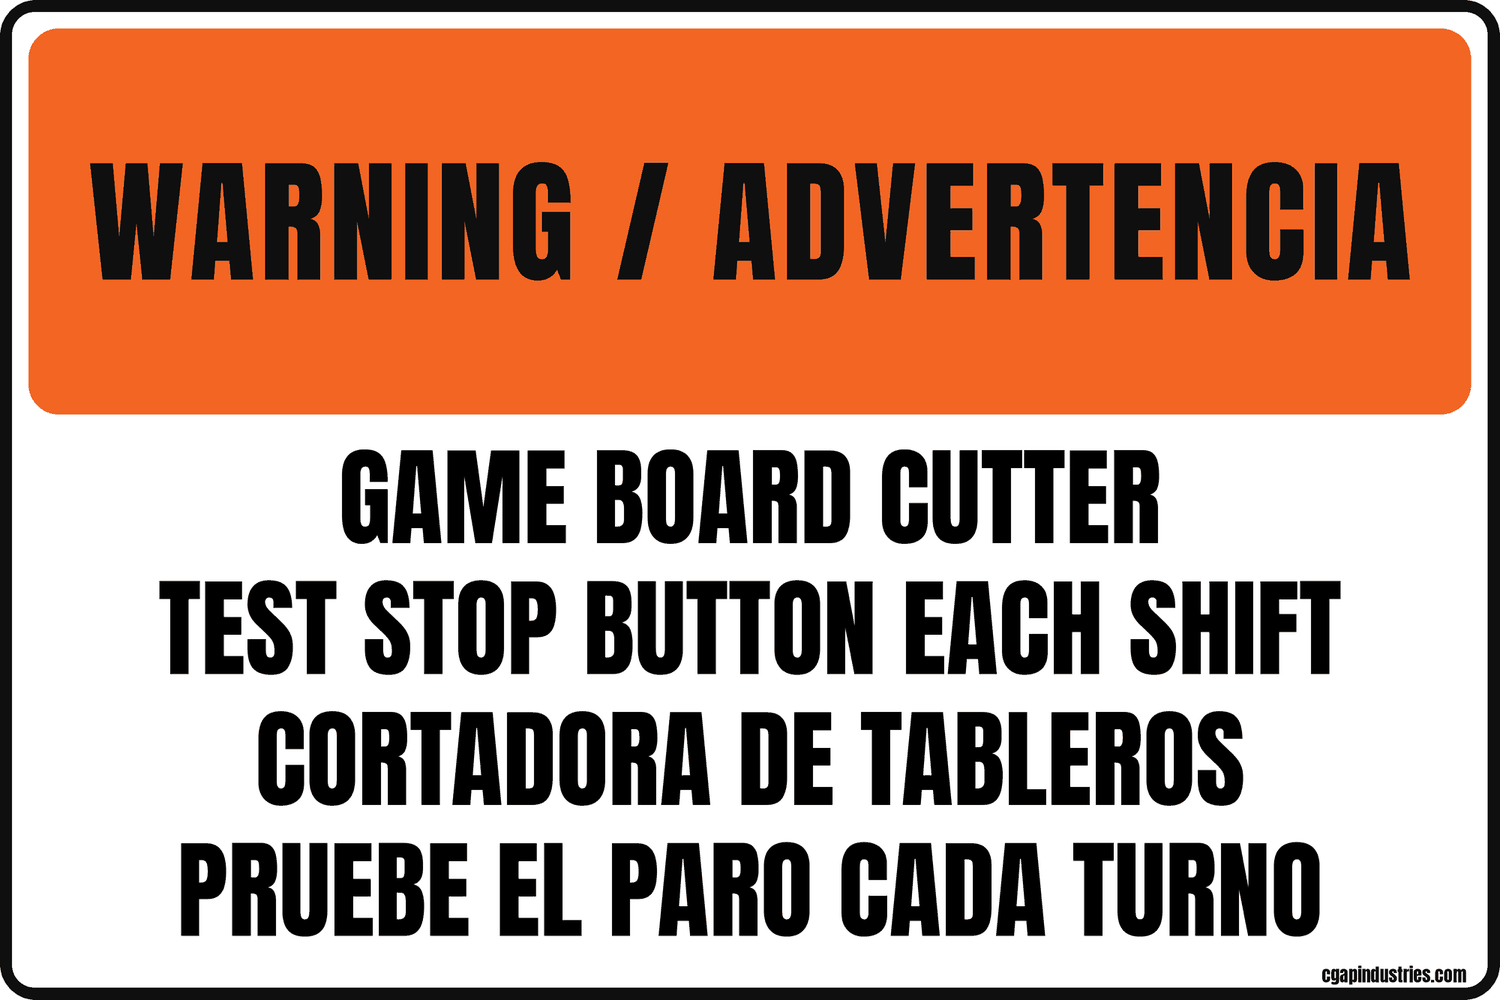 WARNING / ADVERTENCIA
GAME BOARD CUTTER
TEST STOP BUTTON EACH SHIFT
CORTADORA DE TABLEROS
PRUEBE EL PARO CADA TURNO
cgapindustries.com